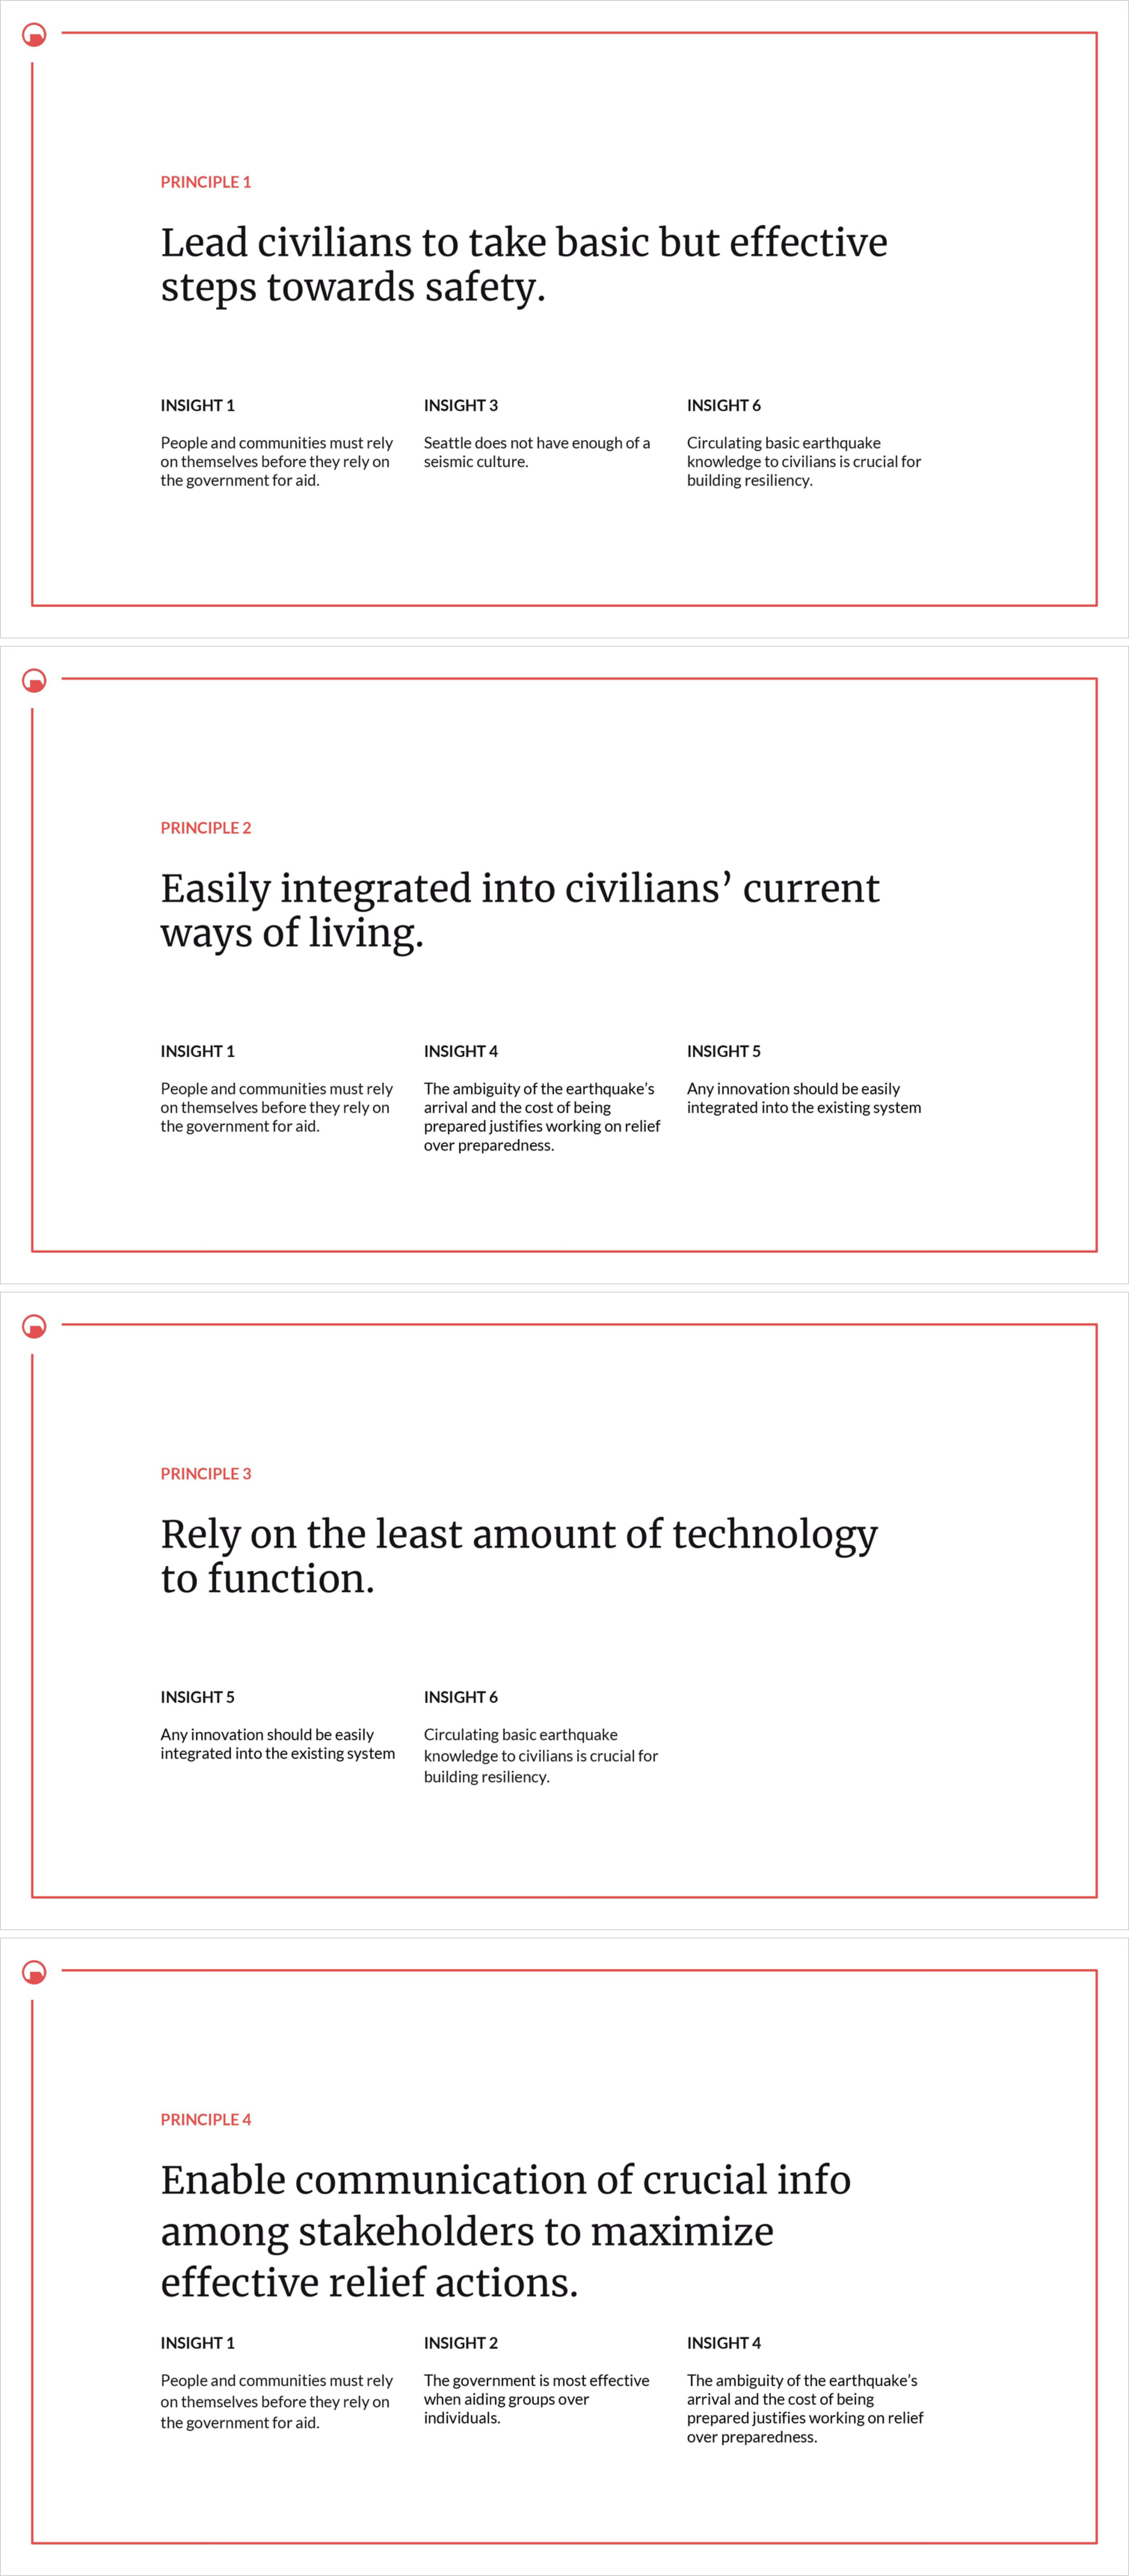 PRINCIPLE 1
Lead civilians to take basic but effective
steps towards safety.
INSIGHT 1
People and communities must rely
on themselves before they rely on
the government for aid.
INSIGHT 3
Seattle does not have enough of a
seismic culture.
INSIGHT 6
Circulating basic earthquake
knowledge to civilians is crucial for
building resiliency.
PRINCIPLE 2
Easily integrated into civilians’ current
ways of living.
INSIGHT 1
People and communities must rely
on themselves before they rely on
the government for aid.
INSIGHT 4
The ambiguity of the earthquake’s
arrival and the cost of being
prepared justifies working on relief
over preparedness.
INSIGHT 5
Any innovation should be easily
integrated into the existing system
PRINCIPLE 3
Rely on the least amount of technology
to function.
INSIGHT 5
Any innovation should be easily
integrated into the existing system
INSIGHT 6
Circulating basic earthquake
knowledge to civilians is crucial for
building resiliency.
PRINCIPLE 4
Enable communication of crucial info
among stakeholders to maximize
effective relief actions.
INSIGHT 1
People and communities must rely
on themselves before they rely on
the government for aid.
INSIGHT 2
The government is most effective
when aiding groups over
individuals.
INSIGHT 4
The ambiguity of the earthquake’s
arrival and the cost of being
prepared justifies working on relief
over preparedness.